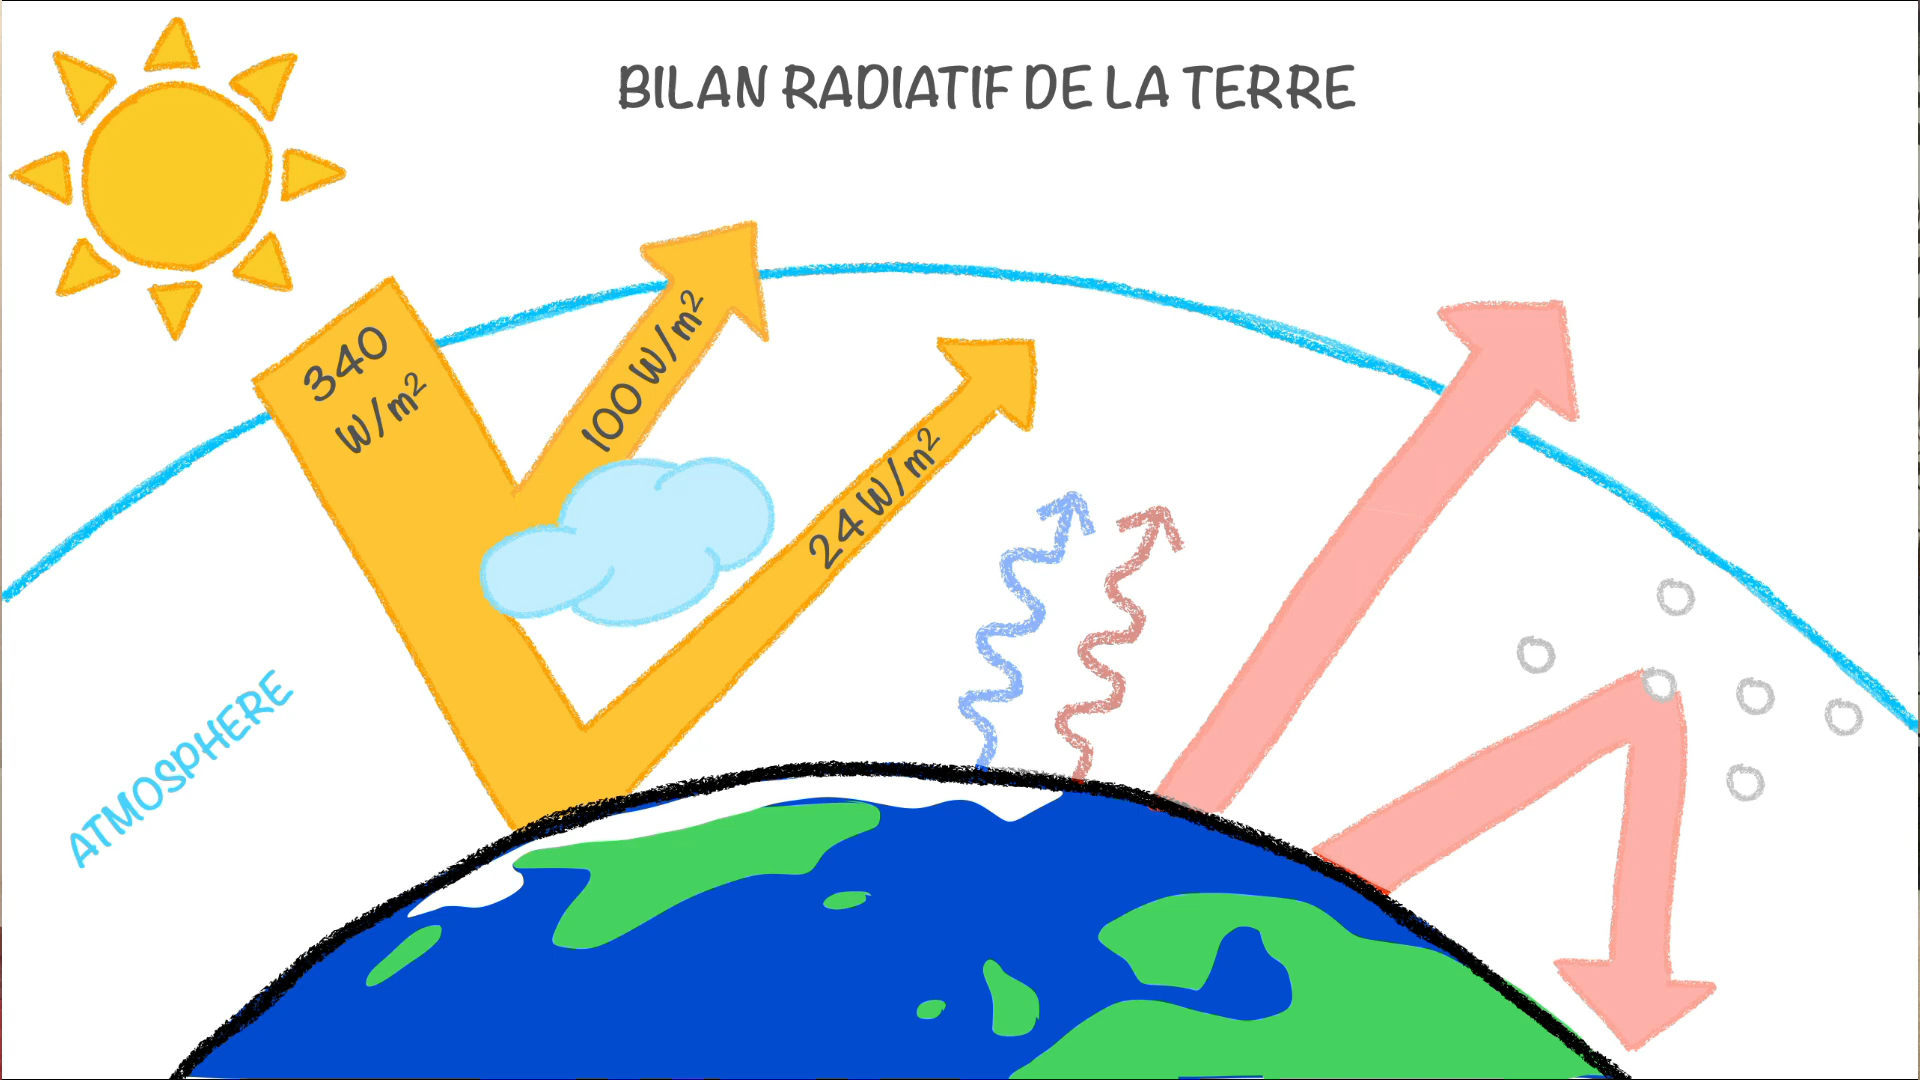 BILAN RADIATIF DE LA TERRE
340
W/m²
100 W/m²
24 W/m²
ATMOSPHERE